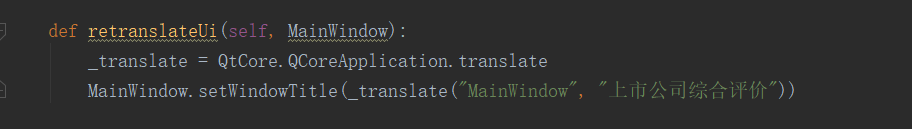 def retranslateUi(self, MainWindow):
_translate = QtCore.QCoreApplication.translate
MainWindow.setWindowTitle(_translate("MainWindow", "上市公司综合评价"))